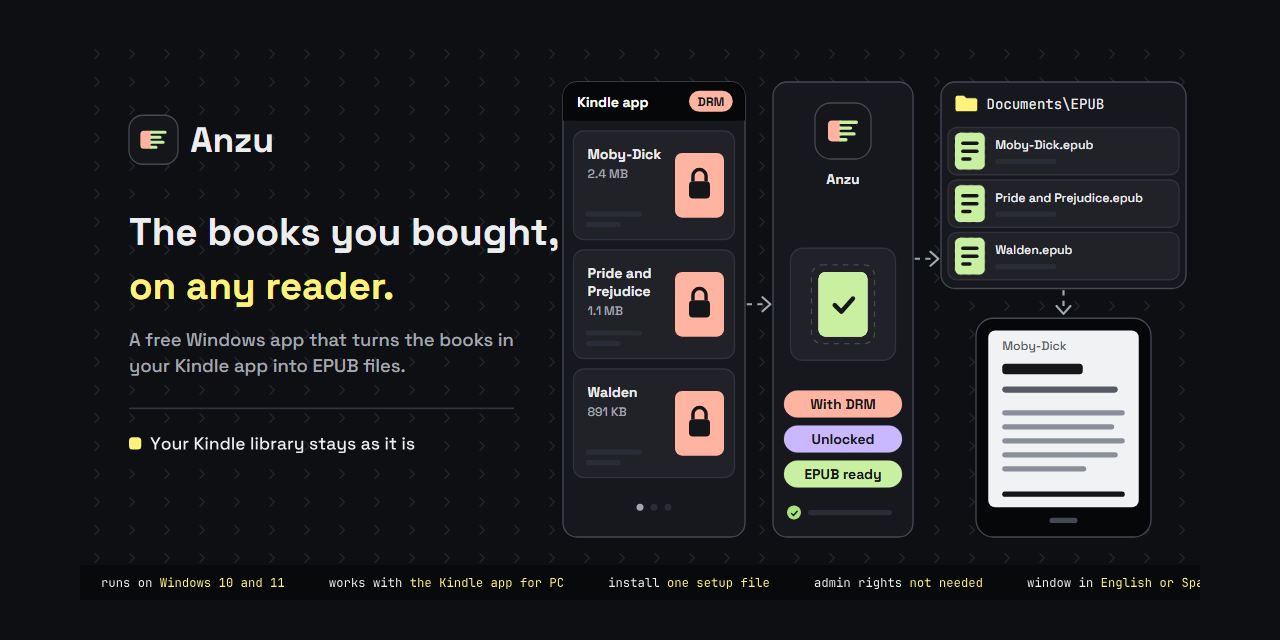 Anzu
The books you bought,
on any reader.
A free Windows app that turns the books in
your Kindle app into EPUB files.
Your Kindle library stays as it is
Kindle app
DRM
Moby-Dick
2.4 MB
Pride and
Prejudice
1.1 MB
Walden
891 KB
Anzu
With DRM
Unlocked
EPUB ready
Documents\EPUB
Moby-Dick.epub
Pride and Prejudice.epub
Walden.epub
Moby-Dick
runs on Windows 10 and 11
works with the Kindle app for PC
install one setup file
admin rights not needed
window in English or Spa